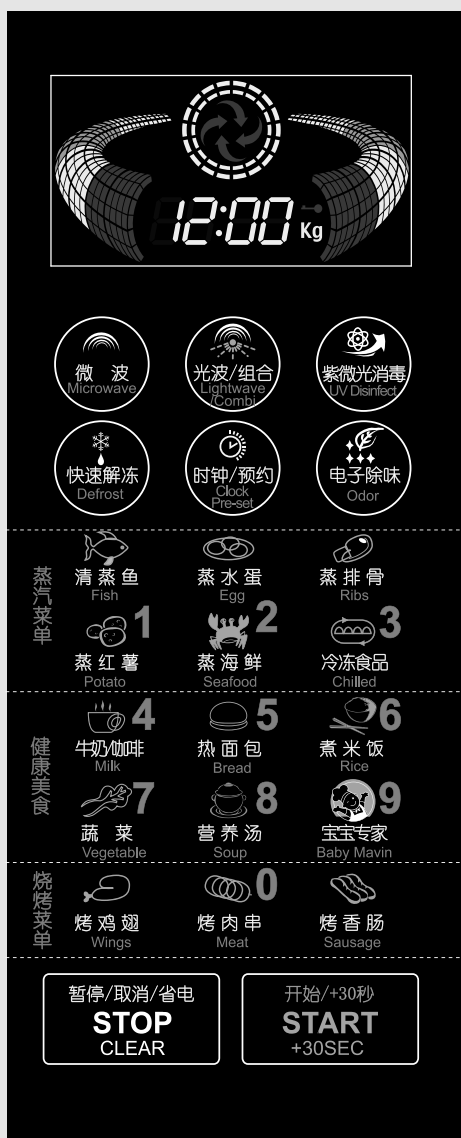 12:00 Kg
微 波
Microwave
光波/组合
Lightwave
/Combi
紫微光消毒
UV Disinfect
快速解冻
Defrost
时钟/预约
Clock
Pre-set
电子除味
Odor
蒸汽菜单
清蒸鱼
Fish
蒸水蛋
Egg
蒸排骨
Ribs
1
蒸红薯
Potato
2
蒸海鲜
Seafood
3
冷冻食品
Chilled
健康美食
4
牛奶/咖啡
Milk
5
热面包
Bread
6
煮米饭
Rice
7
蔬 菜
Vegetable
8
营养汤
Soup
9
宝宝专家
Baby Mavin
烧烤菜单
烤鸡翅
Wings
0
烤肉串
Meat
烤香肠
Sausage
暂停/取消/省电
STOP
CLEAR
开始/+30秒
START
+30SEC